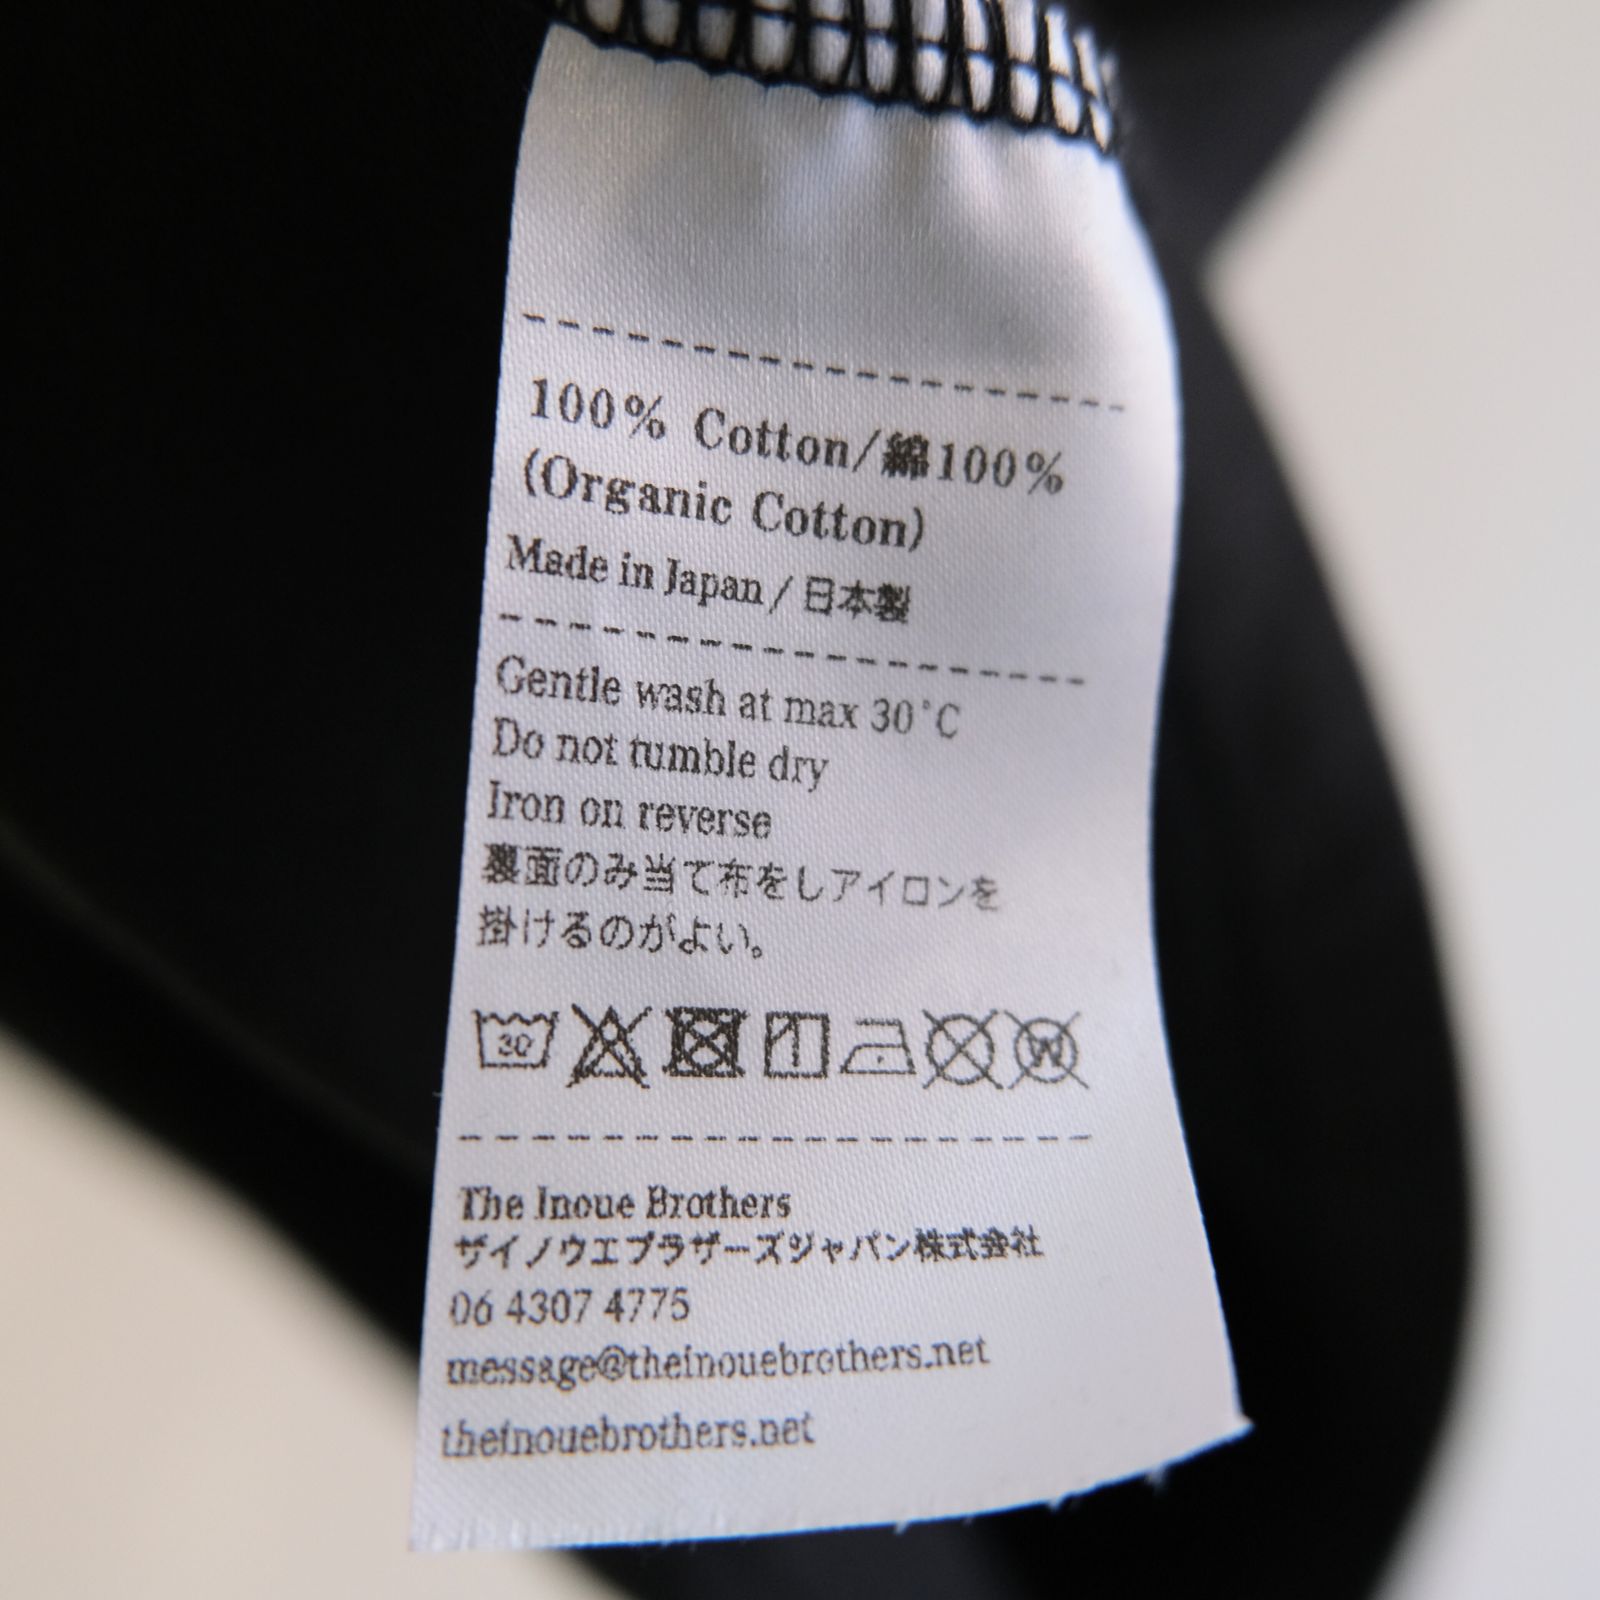 100% Cotton/綿100%
(Organic Cotton)
Made in Japan / 日本製
Gentle wash at max 30°C
Do not tumble dry
Iron on reverse
裏面のみ当て布をしアイロンを
掛けるのがよい。
30
W
The Inoue Brothers
ザイノウエブラザーズジャパン株式会社
06 4307 4775
message@theinouebrothers.net
theinouebrothers.net